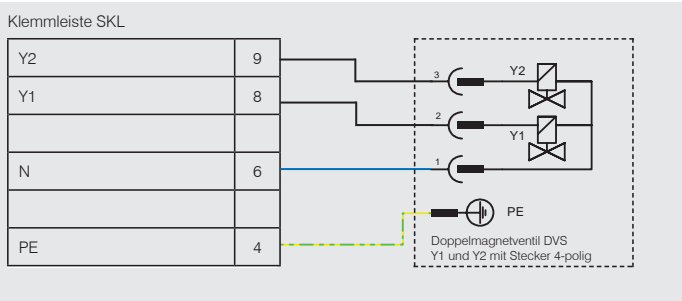 Klemmleiste SKL
Y2 9
Y1 8
N 6
PE 4
3 Y2
2 Y1
1
PE
Doppelmagnetventil DVS
Y1 und Y2 mit Stecker 4-polig